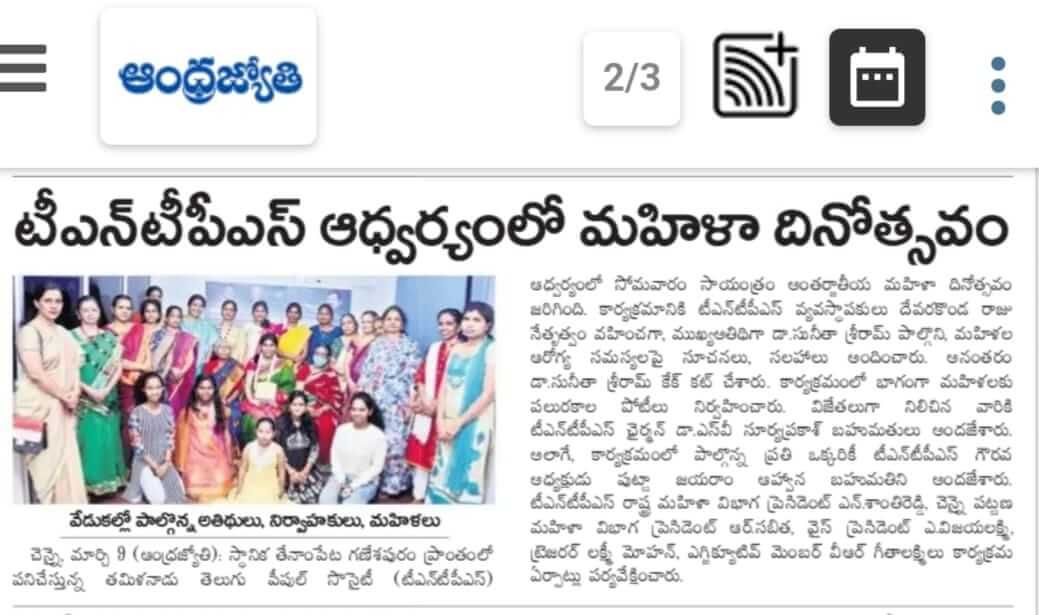 ఆంధ్రజ్యోతి
2/3
టీఎన్‌టీపీఎస్ ఆధ్వర్యంలో మహిళా దినోత్సవం
వేడుకల్లో పాల్గొన్న అతిథులు, నిర్వాహకులు, మహిళలు
చెన్నై, మార్చి 9 (ఆంధ్రజ్యోతి): స్థానిక తేనాంపేట గణేశపురం ప్రాంతంలో
పనిచేస్తున్న తమిళనాడు తెలుగు పీపుల్ సొసైటీ (టీఎన్‌టీపీఎస్)
ఆధ్వర్యంలో సోమవారం సాయంత్రం అంతర్జాతీయ మహిళా దినోత్సవం
జరిగింది. కార్యక్రమానికి టీఎన్‌టీపీఎస్ వ్యవస్థాపకులు దేవరకొండ రాజు
నేతృత్వం వహించగా, ముఖ్యఅతిథిగా డా.సునీతా శ్రీరామ్ పాల్గొని, మహిళల
ఆరోగ్య సమస్యలపై సూచనలు, సలహాలు అందించారు. అనంతరం
డా.సునీతా శ్రీరామ్ కేక్ కట్ చేశారు. కార్యక్రమంలో భాగంగా మహిళలకు
పలురకాల పోటీలు నిర్వహించారు. విజేతలుగా నిలిచిన వారికి
టీఎన్‌టీపీఎస్ ఛైర్మన్ డా.ఎస్‌వీ సూర్యప్రకాశ్ బహుమతులు అందజేశారు.
అలాగే, కార్యక్రమంలో పాల్గొన్న ప్రతి ఒక్కరికీ టీఎన్‌టీపీఎస్ గౌరవ
అధ్యక్షుడు పుట్టా జయరాం ఆహ్వాన బహుమతిని అందజేశారు.
టీఎన్‌టీపీఎస్ రాష్ట్ర మహిళా విభాగ ప్రెసిడెంట్ ఎన్.శాంతిరెడ్డి, చెన్నై పట్టణ
మహిళా విభాగ ప్రెసిడెంట్ ఆర్.సబిత, వైస్ ప్రెసిడెంట్ ఎ.విజయలక్ష్మి,
ట్రెజరర్ లక్ష్మీ మోహన్, ఎగ్జిక్యూటివ్ మెంబర్ వీఆర్ గీతాలక్ష్మిలు కార్యక్రమ
ఏర్పాట్లు పర్యవేక్షించారు.